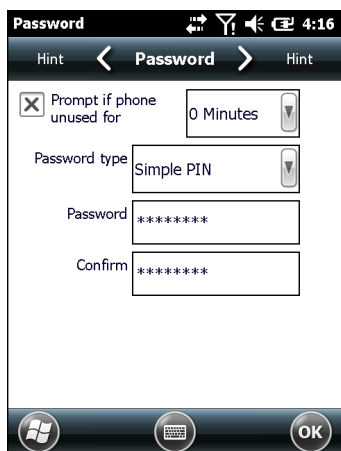 Password 4:16
Hint Password Hint
Prompt if phone
unused for
0 Minutes
Password type
Simple PIN
Password
********
Confirm
********
OK